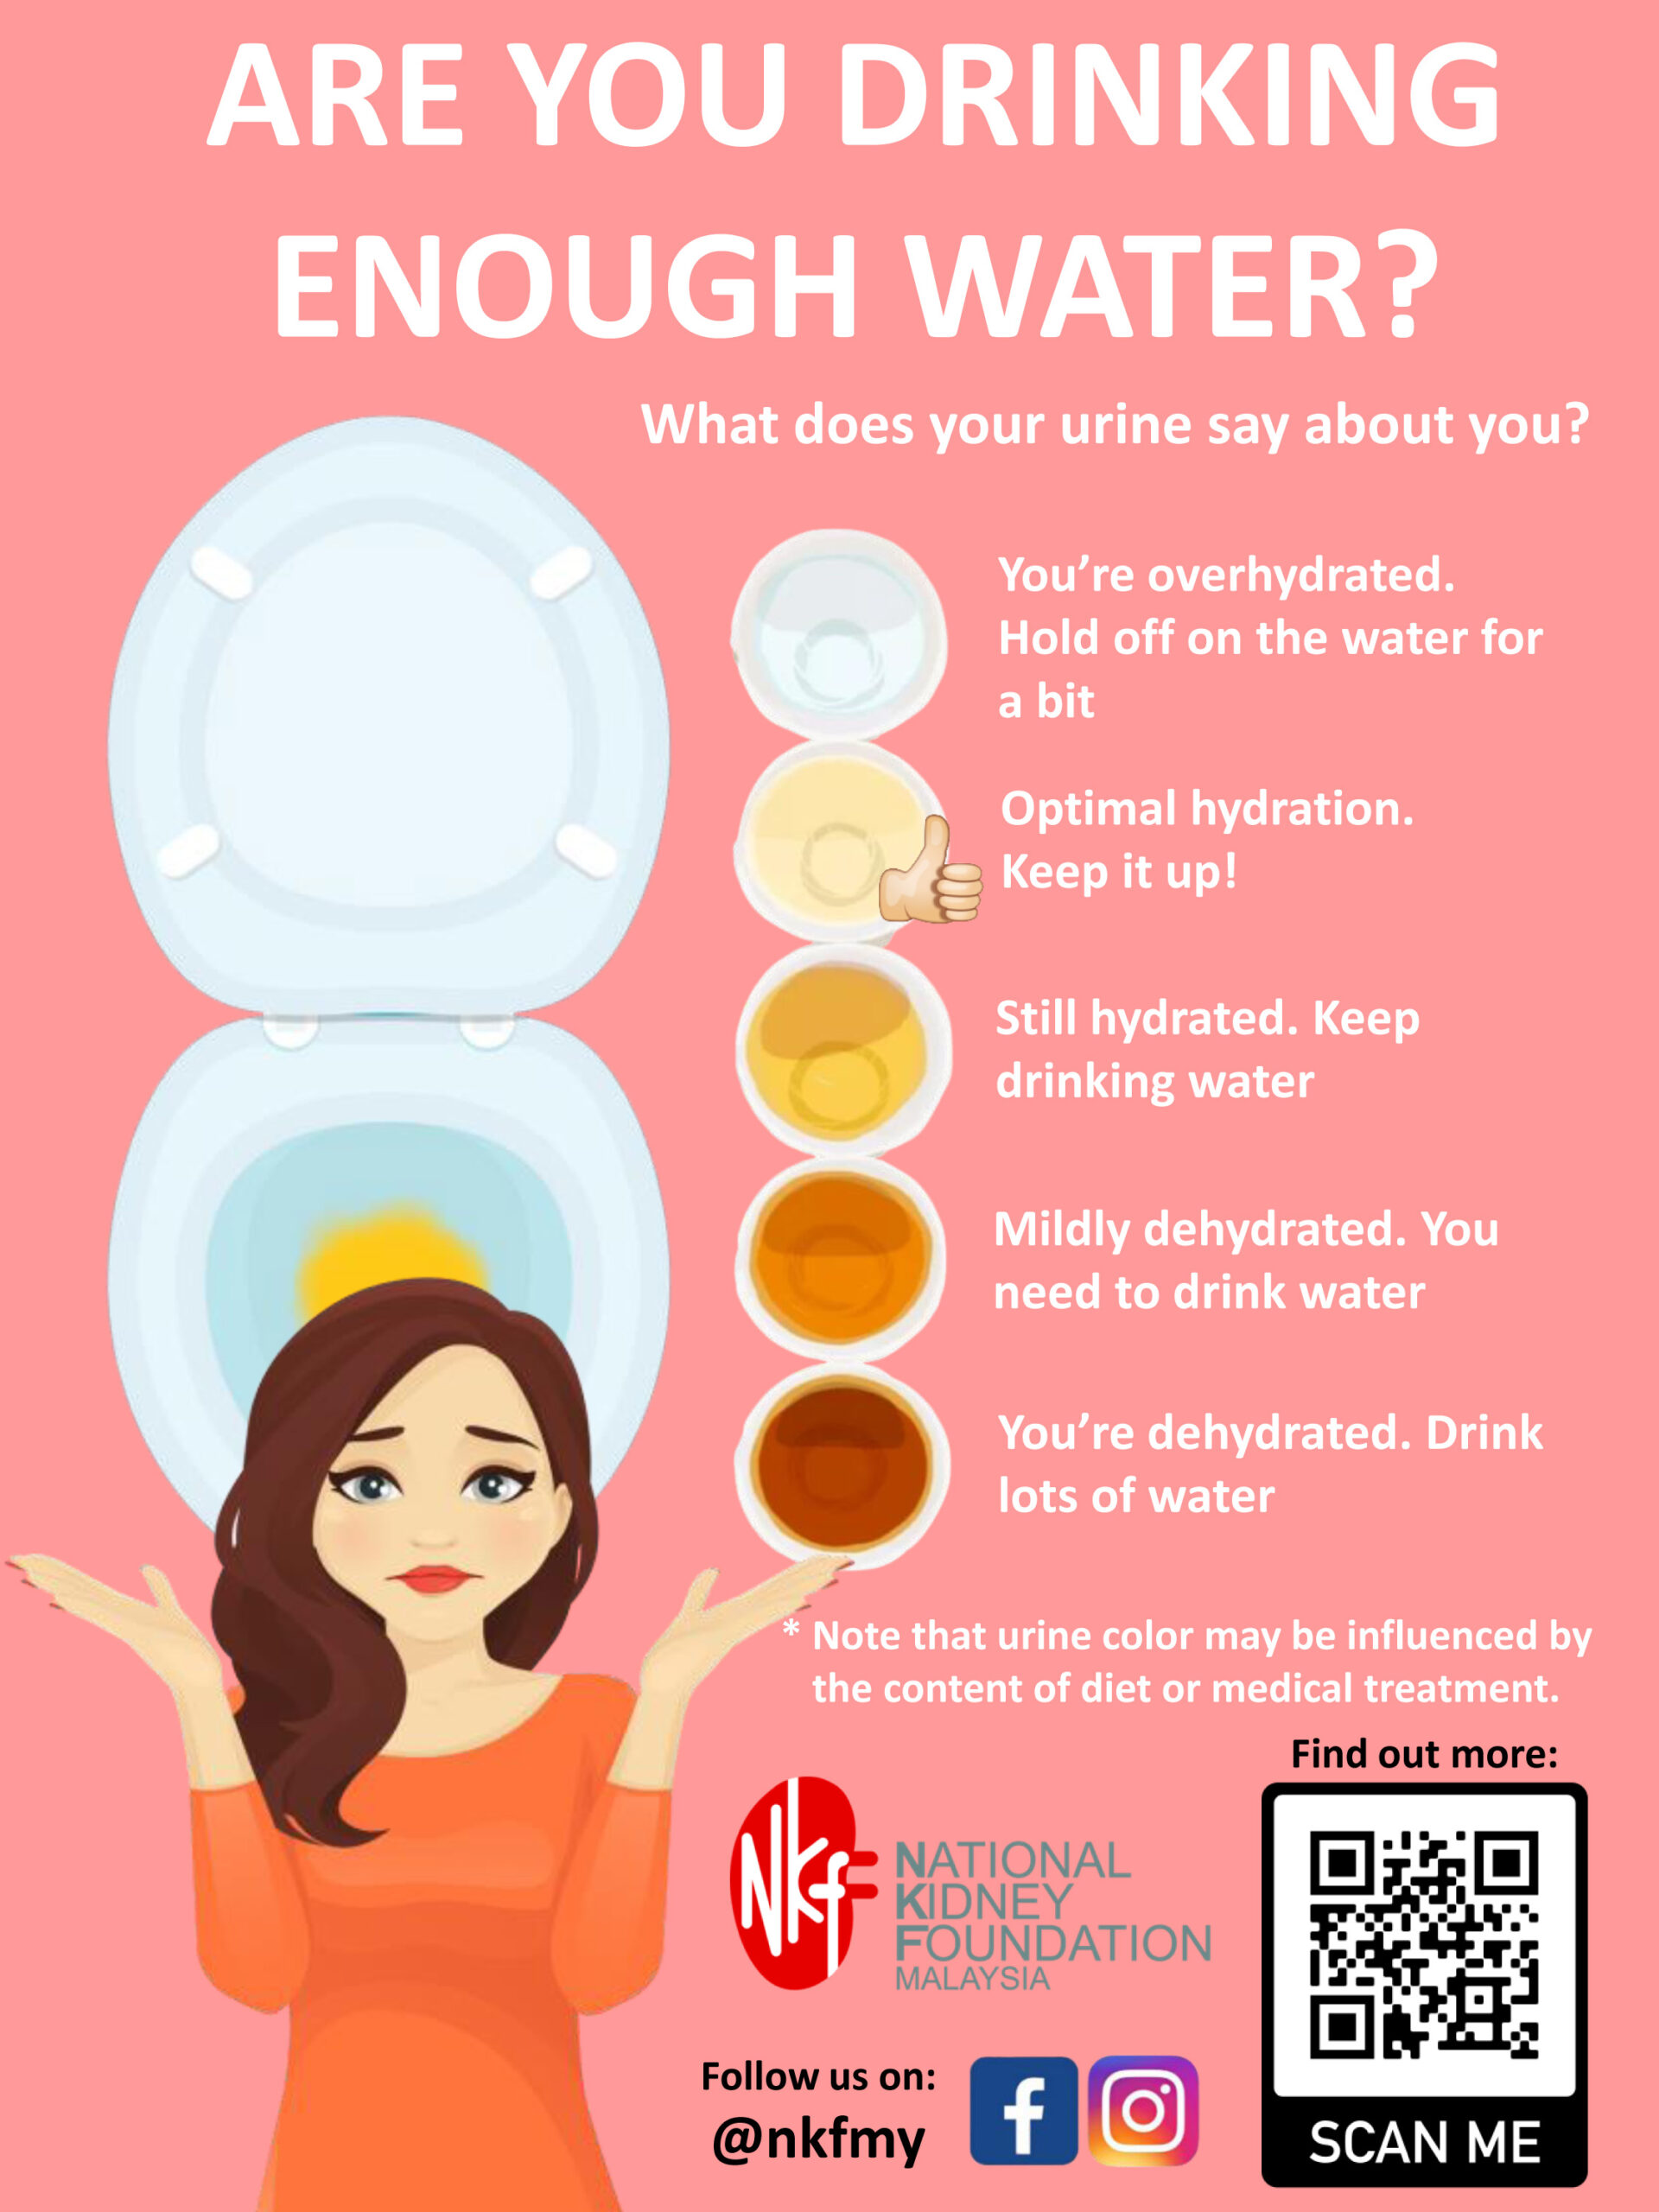 ARE YOU DRINKING
ENOUGH WATER?
What does your urine say about you?
You’re overhydrated.
Hold off on the water for
a bit
Optimal hydration.
Keep it up!
Still hydrated. Keep
drinking water
Mildly dehydrated. You
need to drink water
You’re dehydrated. Drink
lots of water
* Note that urine color may be influenced by
the content of diet or medical treatment.
Find out more:
Nkf
NATIONAL
KIDNEY
FOUNDATION
MALAYSIA
Follow us on:
@nkfmy
f
SCAN ME